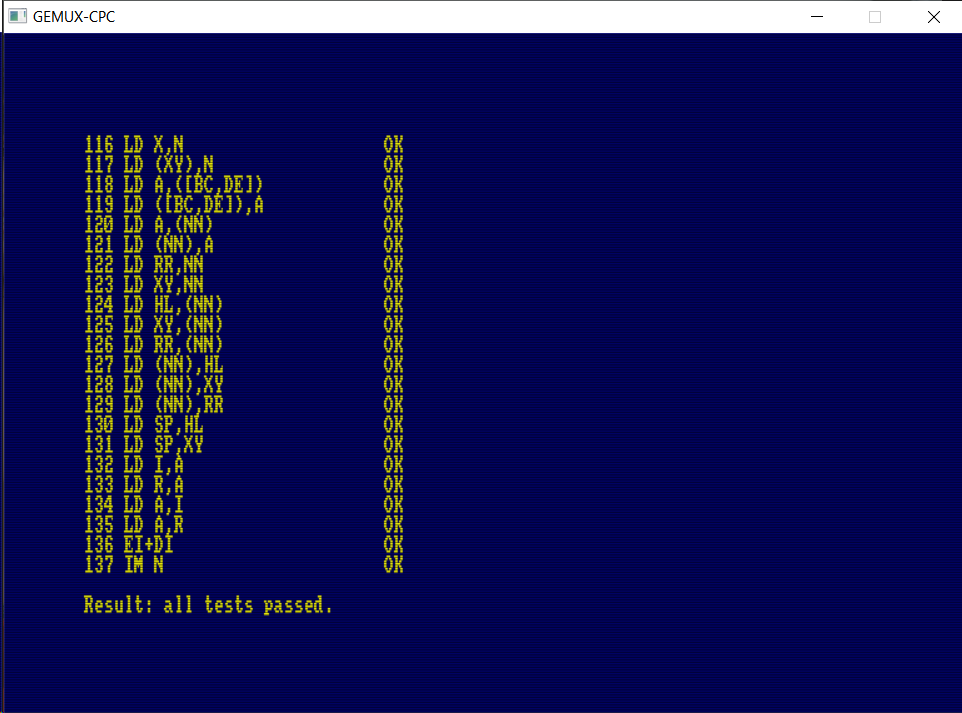 GEMUX-CPC
116 LD X,N OK
117 LD (XY),N OK
118 LD A,([BC,DE]) OK
119 LD ([BC,DE]),A OK
120 LD A,(NN) OK
121 LD (NN),A OK
122 LD RR,NN OK
123 LD XY,NN OK
124 LD HL,(NN) OK
125 LD XY,(NN) OK
126 LD RR,(NN) OK
127 LD (NN),HL OK
128 LD (NN),XY OK
129 LD (NN),RR OK
130 LD SP,HL OK
131 LD SP,XY OK
132 LD I,A OK
133 LD R,A OK
134 LD A,I OK
135 LD A,R OK
136 EI+DI OK
137 IM N OK
Result: all tests passed.